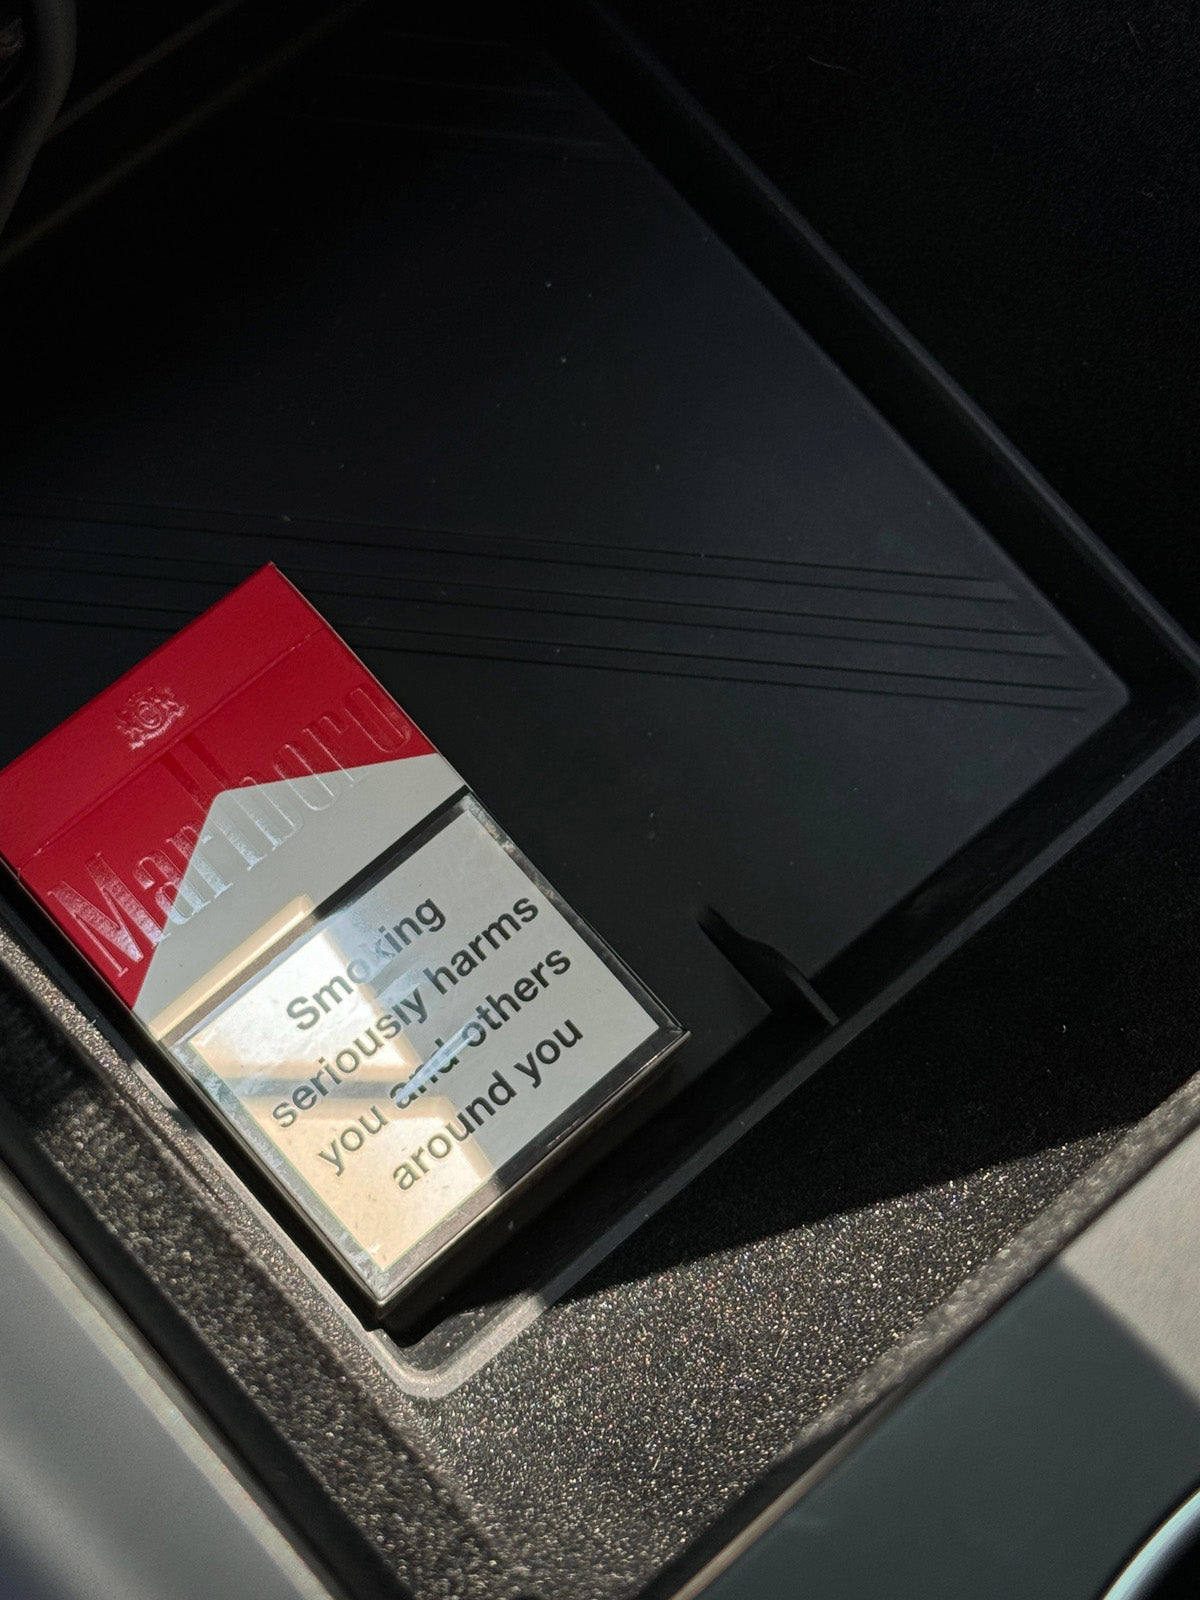 Marlboro
Smoking
seriously harms
you and others
around you